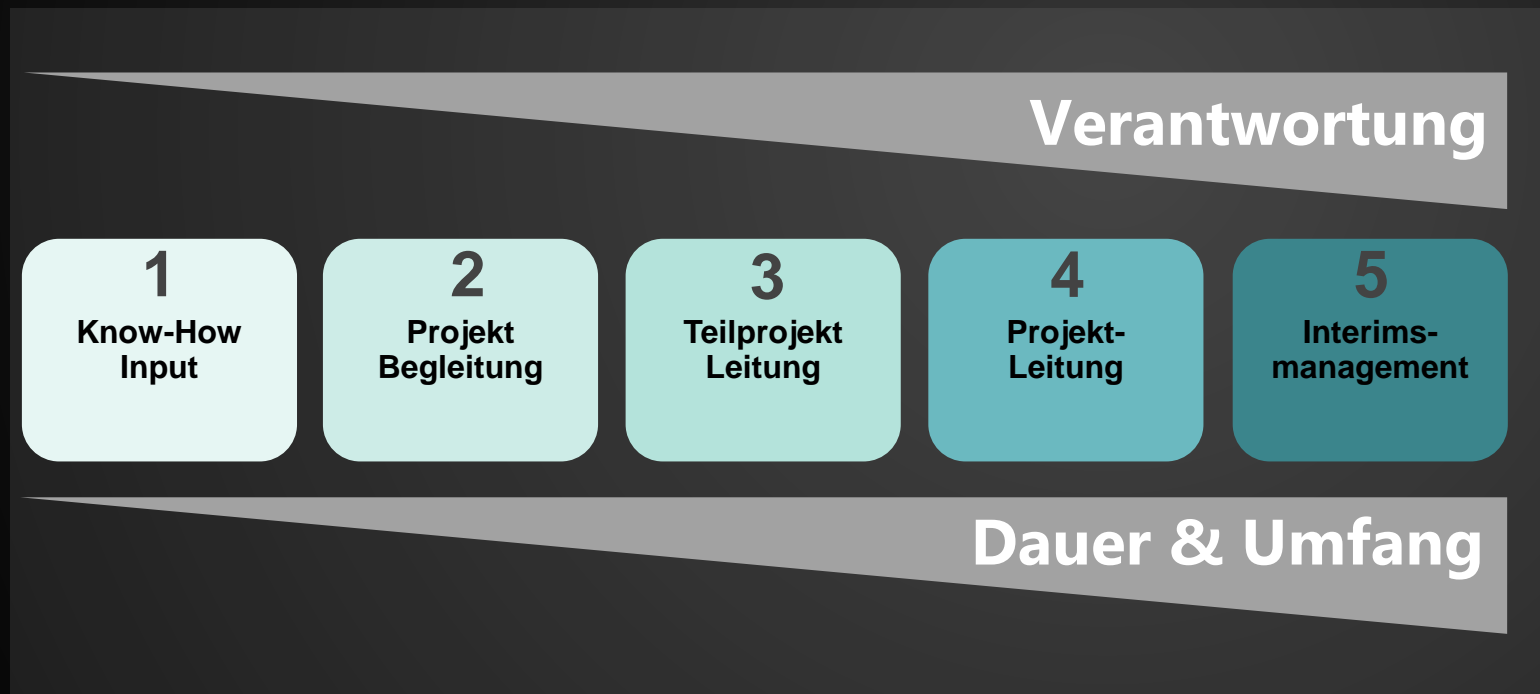 Verantwortung
1
Know-How
Input
2
Projekt
Begleitung
3
Teilprojekt
Leitung
4
Projekt-
Leitung
5
Interims-
management
Dauer & Umfang